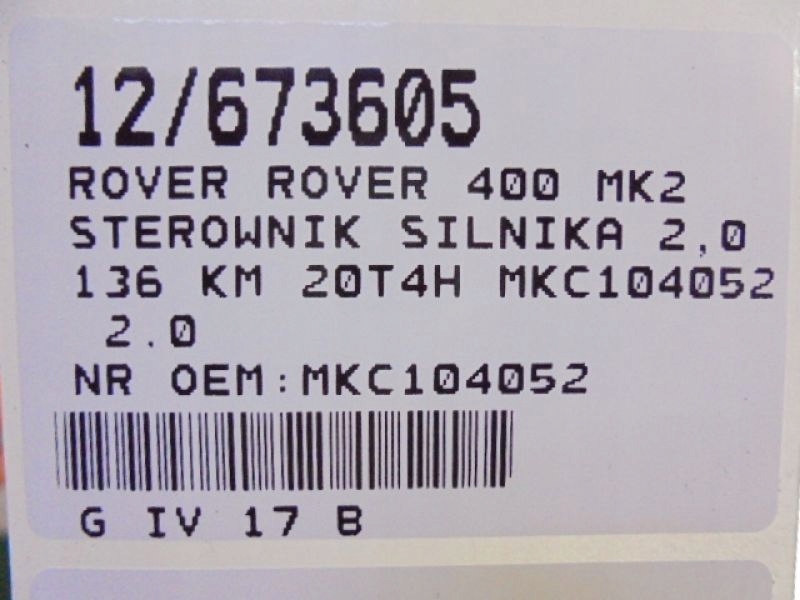 12/673605
ROVER ROVER 400 MK2
STEROWNIK SILNIKA 2,0
136 KM 20T4H MKC104052
2.0
NR OEM:MKC104052
G IV 17 B